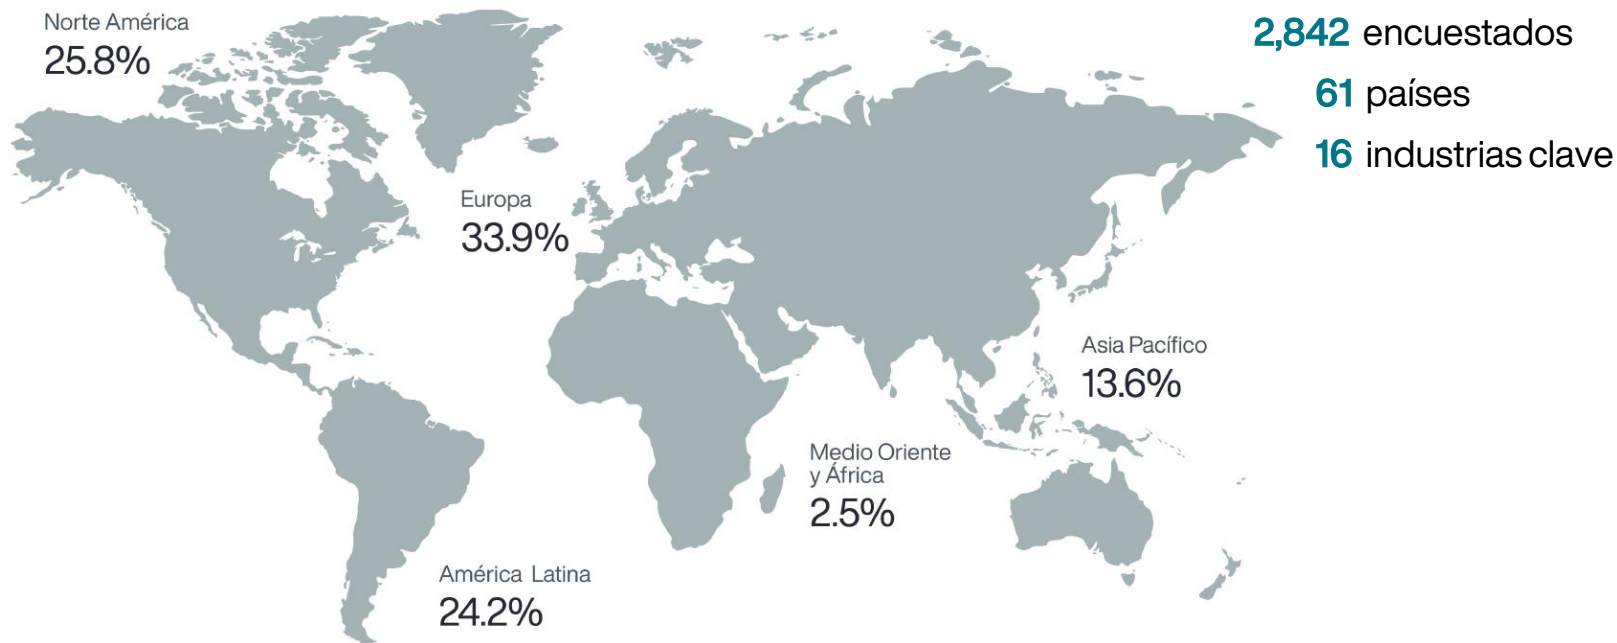 Norte América
25.8%
2,842 encuestados
61 países
16 industrias clave
Europa
33.9%
Asia Pacífico
13.6%
Medio Oriente
y África
2.5%
América Latina
24.2%